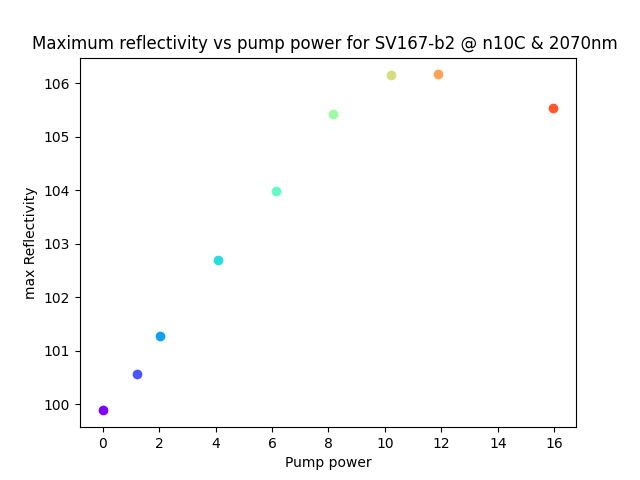 Maximum reflectivity vs pump power for SV167-b2 @ n10C & 2070nm
106
105
104
103
102
101
100
max Reflectivity
0 2 4 6 8 10 12 14 16
Pump power